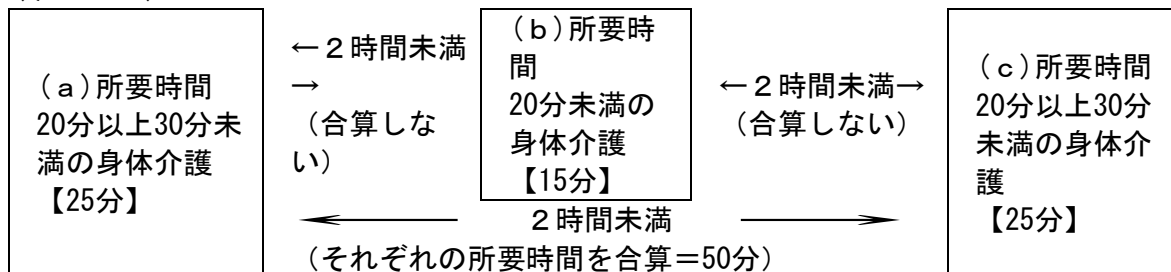 (a)所要時間
20分以上30分未
満の身体介護
【25分】
←２時間未満
→
(合算しな
い)
(b)所要時
間
20分未満の
身体介護
【15分】
←２時間未満→
(合算しない)
(c)所要時間
20分以上30分
未満の身体介
護
【25分】
２時間未満
(それぞれの所要時間を合算＝50分)